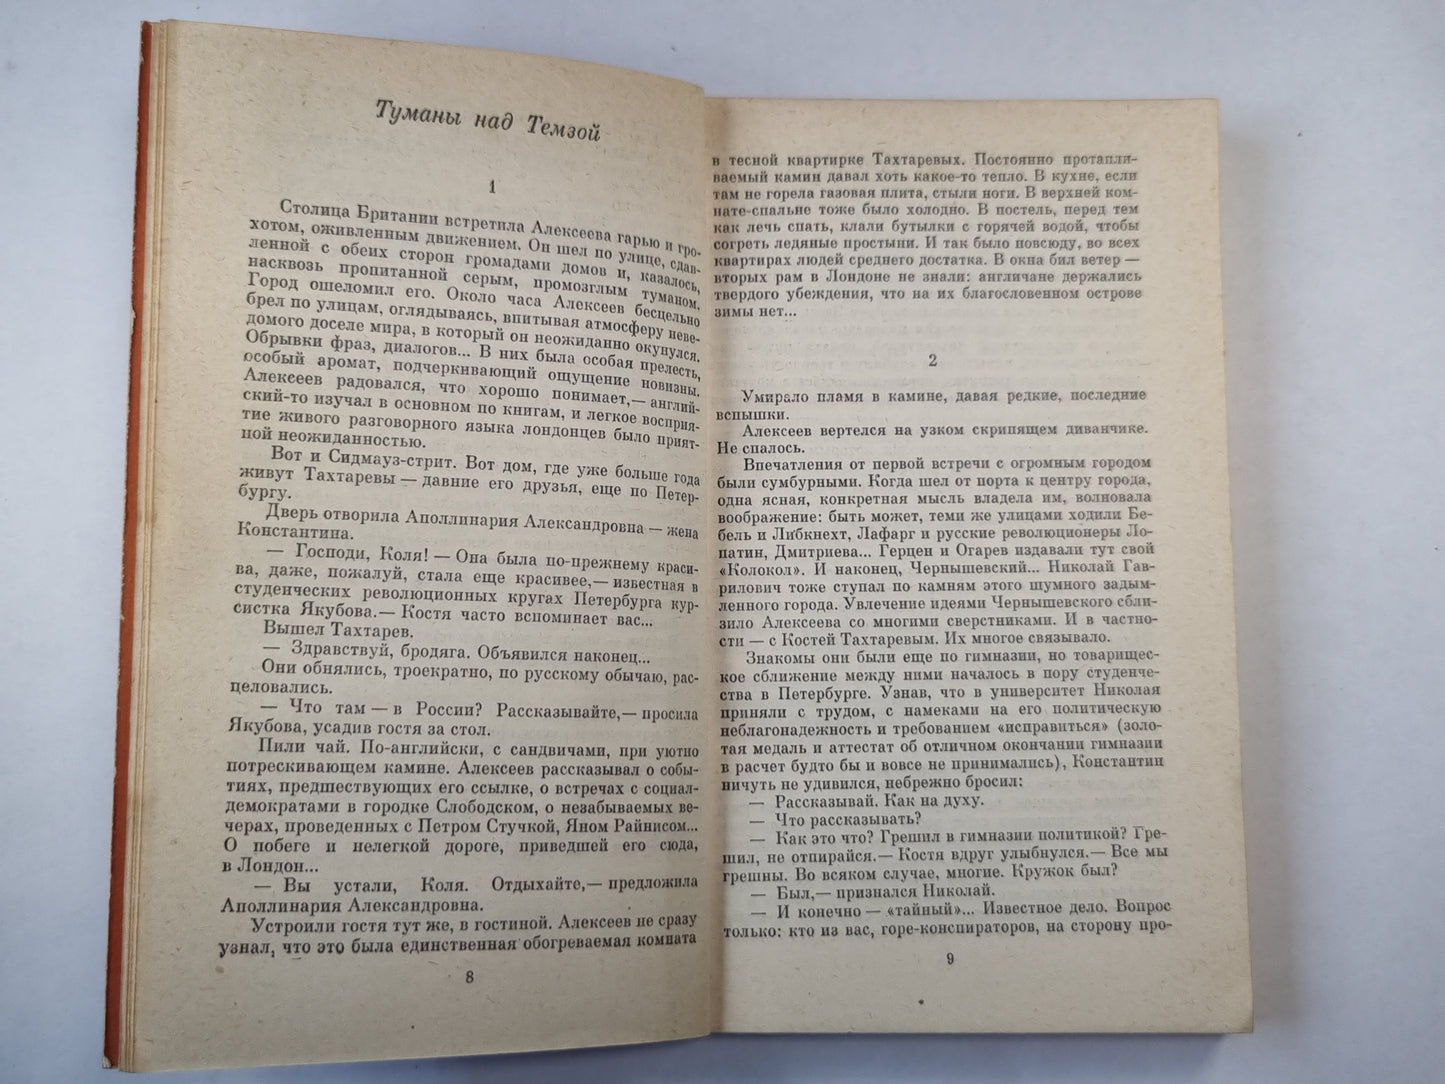 Туманы над Темзой
1
Столица Британии встретила Алексеева гарью и гро-
хотом, оживленным движением. Он шел по улице, сдав-
ленной с обеих сторон громадами домов и, казалось,
насквозь пропитанной серым, промозглым туманом.
Город ошеломил его. Около часа Алексеев бесцельно
брел по улицам, оглядываясь, впитывая атмосферу неве-
домого доселе мира, в который он неожиданно окунулся.
Обрывки фраз, диалогов... В них была особая прелесть,
особый аромат, подчеркивающий ощущение новизны.
Алексеев радовался, что хорошо понимает,— англий-
ский-то изучал в основном по книгам, и легкое восприя-
тие живого разговорного языка лондонцев было прият-
ной неожиданностью.
Вот и Сидмауз-стрит. Вот дом, где уже больше года
живут Тахтаревы — давние его друзья, еще по Петер-
бургу.
Дверь отворила Аполлинария Александровна — жена
Константина.
— Господи, Коля! — Она была по-прежнему краси-
ва, даже, пожалуй, стала еще красивее,— известная в
студенческих революционных кругах Петербурга кур-
систка Якубова.— Костя часто вспоминает вас...
Вышел Тахтарев.
— Здравствуй, бродяга. Объявился наконец...
Они обнялись, троекратно, по русскому обычаю, рас-
целовались.
— Что там — в России? Рассказывайте,— просила
Якубова, усадив гостя за стол.
Пили чай. По-английски, с сандвичами, при уютно
потрескивающем камине. Алексеев рассказывал о собы-
тиях, предшествующих его ссылке, о встречах с социал-
демократами в городке Слободском, о незабываемых ве-
черах, проведенных с Петром Стучкой, Яном Райнисом...
О побеге и нелегкой дороге, приведшей его сюда,
в Лондон...
— Вы устали, Коля. Отдыхайте,— предложила
Аполлинария Александровна.
Устроили гостя тут же, в гостиной. Алексеев не сразу
узнал, что это была единственная обогреваемая комната
8
в тесной квартирке Тахтаревых. Постоянно протапли-
ваемый камин давал хоть какое-то тепло. В кухне, если
там не горела газовая плита, стыли ноги. В верхней ком-
нате-спальне тоже было холодно. В постель, перед тем
как лечь спать, клали бутылки с горячей водой, чтобы
согреть ледяные простыни. И так было повсюду, во всех
квартирах людей среднего достатка. В окна бил ветер —
вторых рам в Лондоне не знали: англичане держались
твердого убеждения, что на их благословенном острове
зимы нет...
2
Умирало пламя в камине, давая редкие, последние
вспышки.
Алексеев вертелся на узком скрипящем диванчике.
Не спалось.
Впечатления от первой встречи с огромным городом
были сумбурными. Когда шел от порта к центру города,
одна ясная, конкретная мысль владела им, волновала
воображение: быть может, теми же улицами ходили Бе-
бель и Либкнехт, Лафарг и русские революционеры Ло-
патин, Дмитриева... Герцен и Огарев издавали тут свой
«Колокол». И наконец, Чернышевский... Николай Гав-
рилович тоже ступал по камням этого шумного задым-
ленного города. Увлечение идеями Чернышевского сбли-
зило Алексеева со многими сверстниками. И в частно-
сти — с Костей Тахтаревым. Их многое связывало.
Знакомы они были еще по гимназии, но товарищес-
кое сближение между ними началось в пору студенче-
ства в Петербурге. Узнав, что в университет Николая
приняли с трудом, с намеками на его политическую
неблагонадежность и требованием «исправиться» (золо-
тая медаль и аттестат об отличном окончании гимназии
в расчет будто бы и вовсе не принимались), Константин
ничуть не удивился, небрежно бросил:
— Рассказывай. Как на духу.
— Что рассказывать?
— Как это что? Грешил в гимназии политикой? Гре-
шил, не отпирайся.— Костя вдруг улыбнулся.— Все мы
грешны. Во всяком случае, многие. Кружок был?
— Был,— признался Николай.
— И конечно — «тайный»... Известное дело. Вопрос
только: кто из вас, горе-конспираторов, на сторону про-
9